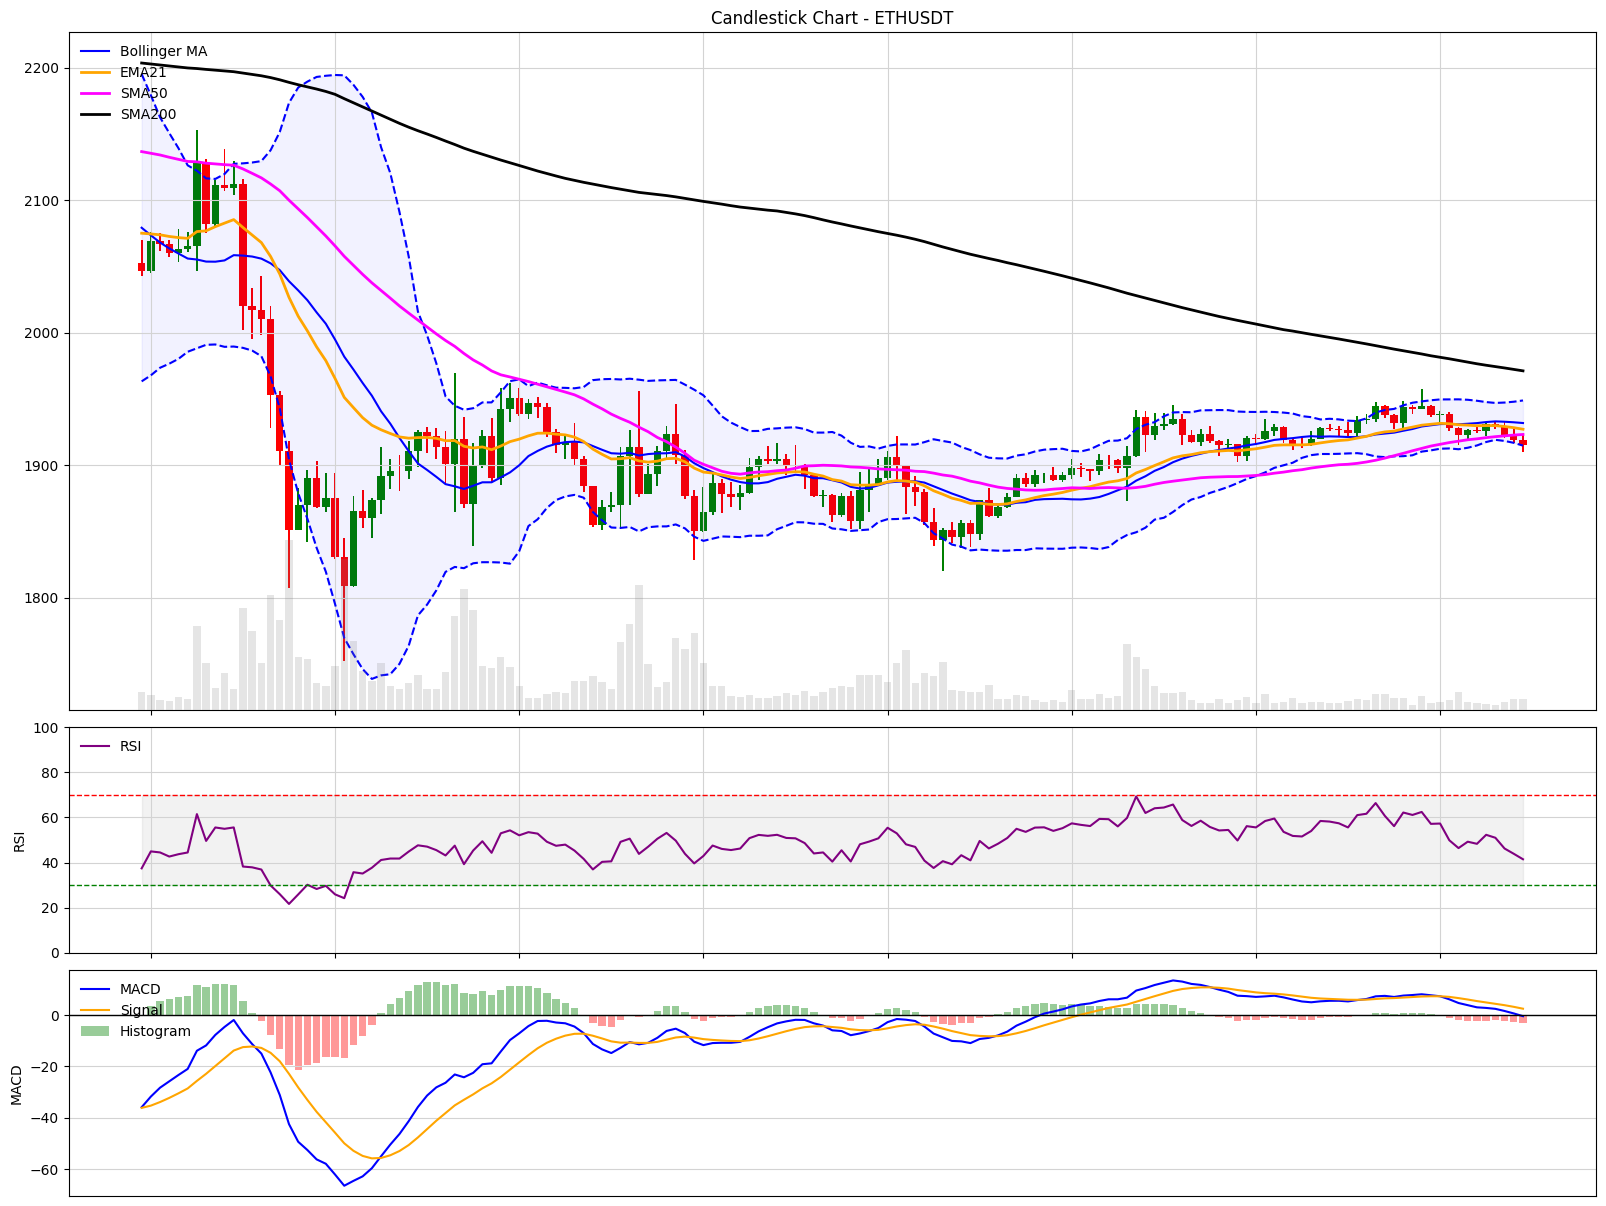 Candlestick Chart - ETHUSDT
Bollinger MA
EMA21
SMA50
SMA200
2200
2100
2000
1900
1800
RSI
100
80
60
40
20
0
RSI
MACD
Signal
Histogram
0
−20
−40
−60
MACD